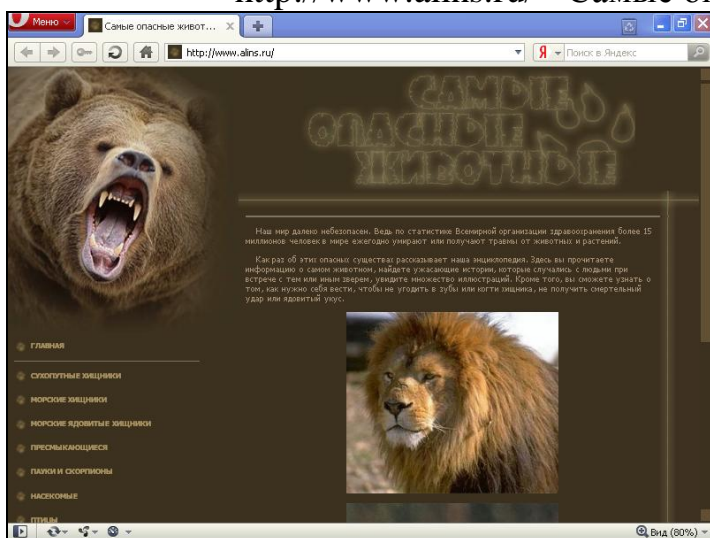 http://www.alins.ru/
Меню
Самые опасные живот...
http://www.alins.ru/
Поиск в Яндекс
САМЫЕ
ОПАСНЫЕ
ЖИВОТНЫЕ
Наш мир далеко небезопасен. Ведь по статистике Всемирной организации здравоохранения более 15
миллионов человек в мире ежегодно умирают или получают травмы от животных и растений.
Как раз об этих опасных существах рассказывает наша энциклопедия. Здесь вы прочитаете
информацию о самом животном, найдете ужасающие истории, которые случались с людьми при
встрече с тем или иным зверем, увидите множество иллюстраций. Кроме того, вы сможете узнать о
том, как нужно себя вести, чтобы не угодить в зубы или когти хищника, не получить смертельный
удар или ядовитый укус.
ГЛАВНАЯ
СУХОПУТНЫЕ ХИЩНИКИ
МОРСКИЕ ХИЩНИКИ
МОРСКИЕ ЯДОВИТЫЕ ХИЩНИКИ
ПРЕСМЫКАЮЩИЕСЯ
ПАУКИ И СКОРПИОНЫ
НАСЕКОМЫЕ
ПТИЦЫ
Вид (80%)